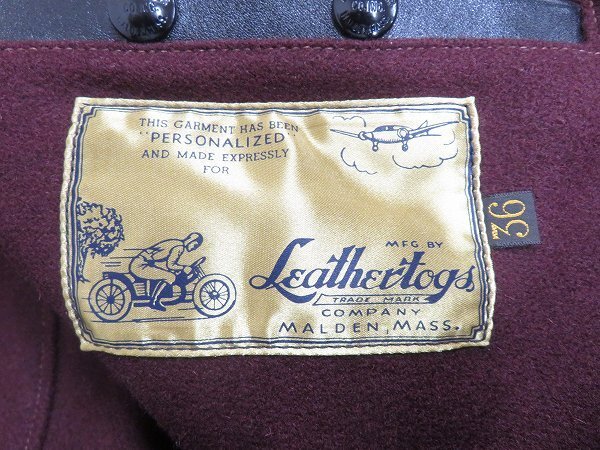 THIS GARMENT HAS BEEN
"PERSONALIZED"
AND MADE EXPRESSLY
FOR
MFG BY
Leathertogs
TRADE MARK
COMPANY
MALDEN, MASS.
36